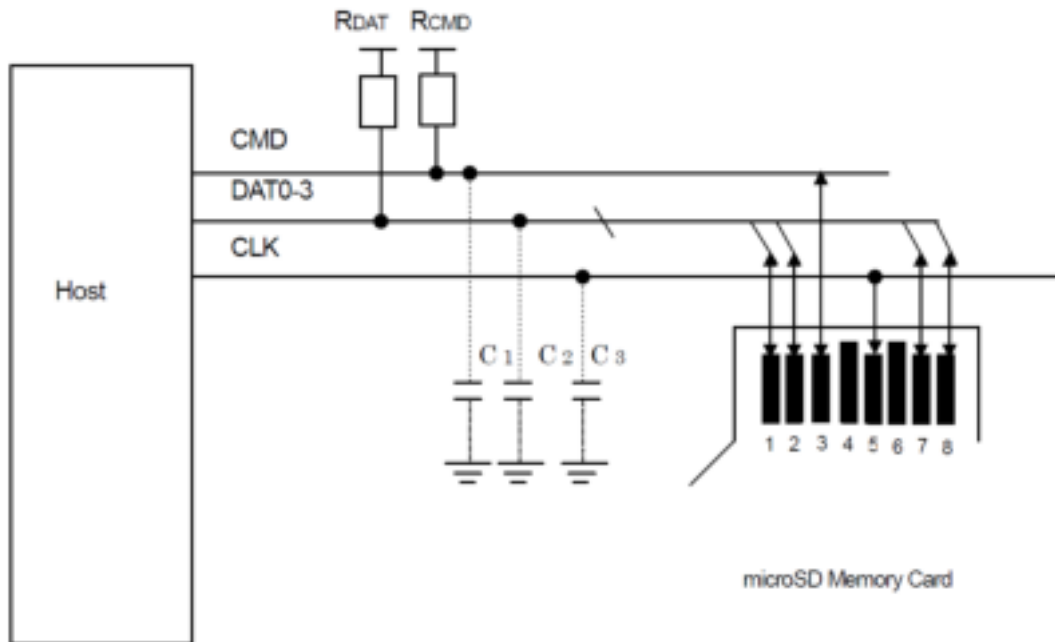 RDAT RCMD
CMD
DAT0-3
CLK
Host
C1 C2 C3
1 2 3 4 5 6 7 8
microSD Memory Card